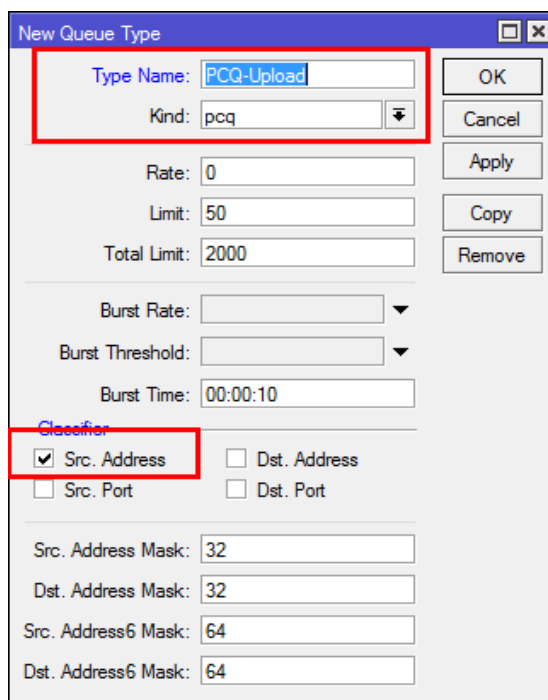 New Queue Type
Type Name: PCQ-Upload
OK
Kind: pcq
Cancel
Rate: 0
Apply
Limit: 50
Copy
Total Limit: 2000
Remove
Burst Rate:
Burst Threshold:
Burst Time: 00:00:10
Classifier
Src. Address Dst. Address
Src. Port Dst. Port
Src. Address Mask: 32
Dst. Address Mask: 32
Src. Address6 Mask: 64
Dst. Address6 Mask: 64